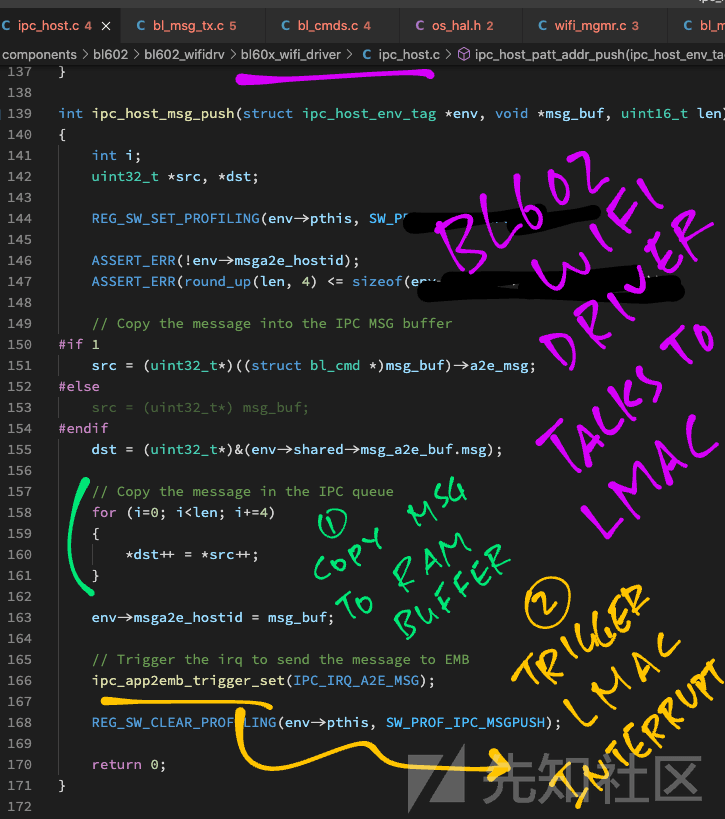 ipc_host.c 4 × bl_msg_tx.c 5 bl_cmds.c 4 os_hal.h 2 wifi_mgmr.c 3
components > bl602 > bl602_wifidrv > bl60x_wifi_driver > ipc_host.c > ipc_host_patt_addr_push(ipc_host_env_ta
137 }
138
139 int ipc_host_msg_push(struct ipc_host_env_tag *env, void *msg_buf, uint16_t len)
140 {
141 int i;
142 uint32_t *src, *dst;
143
144 REG_SW_SET_PROFILING(env->pthis,
145
146 ASSERT_ERR(!env->msga2e_hostid);
147 ASSERT_ERR(round_up(len, 4) <= sizeof(env
148
149 // Copy the message into the IPC MSG buffer
150 #if 1
151 src = (uint32_t*)((struct bl_cmd *)msg_buf)->a2e_msg;
152 #else
153 src = (uint32_t*) msg_buf;
154 #endif
155 dst = (uint32_t*)&(env->shared->msg_a2e_buf.msg);
156
157 // Copy the message in the IPC queue
158 for (i=0; i<len; i+=4)
159 {
160 *dst++ = *src++;
161 }
162
163 env->msga2e_hostid = msg_buf;
164
165 // Trigger the irq to send the message to EMB
166 ipc_app2emb_trigger_set(IPC_IRQ_A2E_MSG);
167
168 REG_SW_CLEAR_PROFILING(env->pthis, SW_PROF_IPC_MSGPUSH);
169
170 return 0;
171 }
172
BL602
WIFI
DRIVER
TALKS TO
LMAC
①
COPY MSG
TO RAM
BUFFER
②
TRIGGER
LMAC
INTERRUPT
先知社区